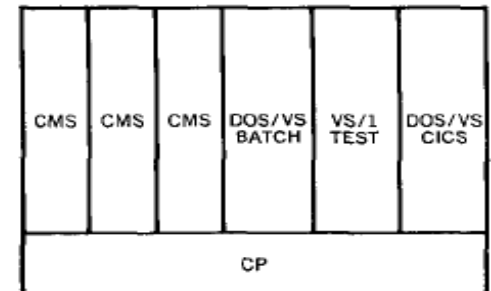 CMS
CMS
CMS
DOS/VS
BATCH
VS/1
TEST
DOS/VS
CICS
CP